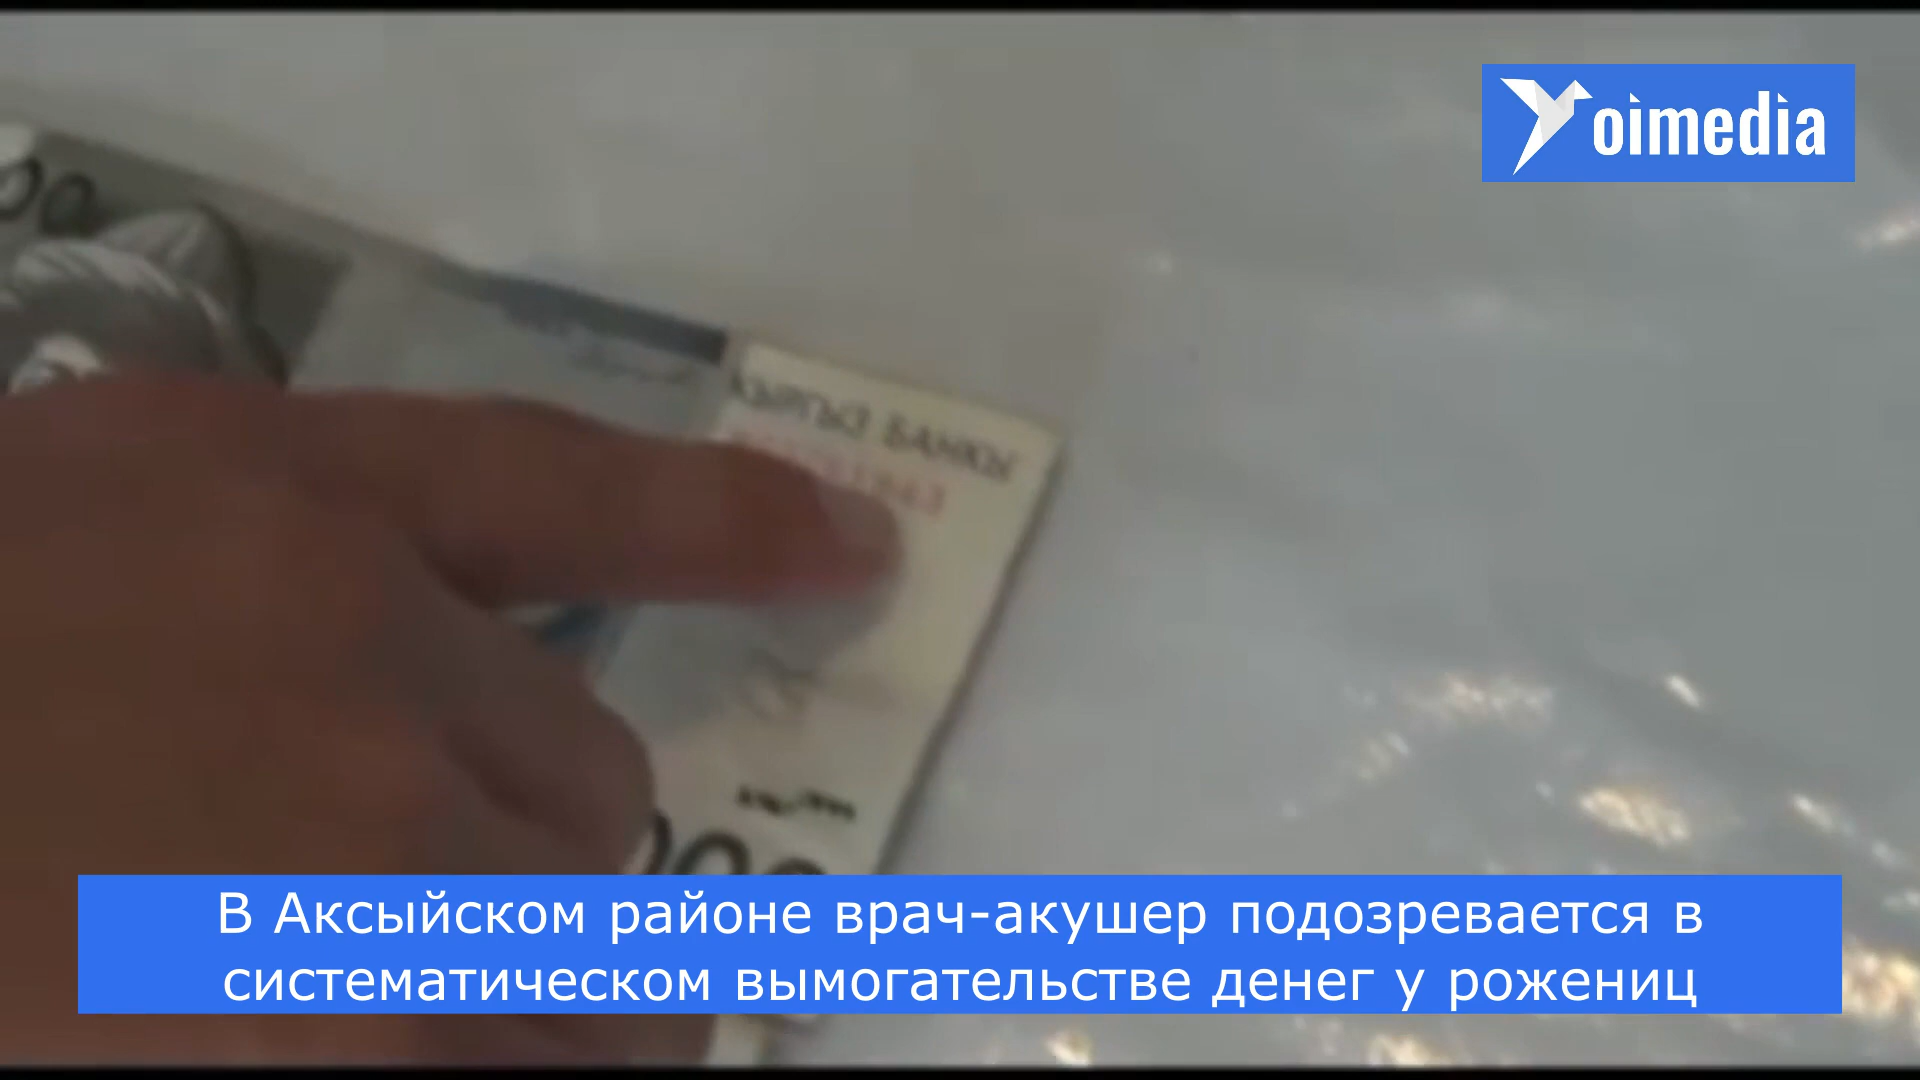 oimedia
КЫРГЫЗ БАНКЫ
В Аксыйском районе врач-акушер подозревается в
систематическом вымогательстве денег у рожениц